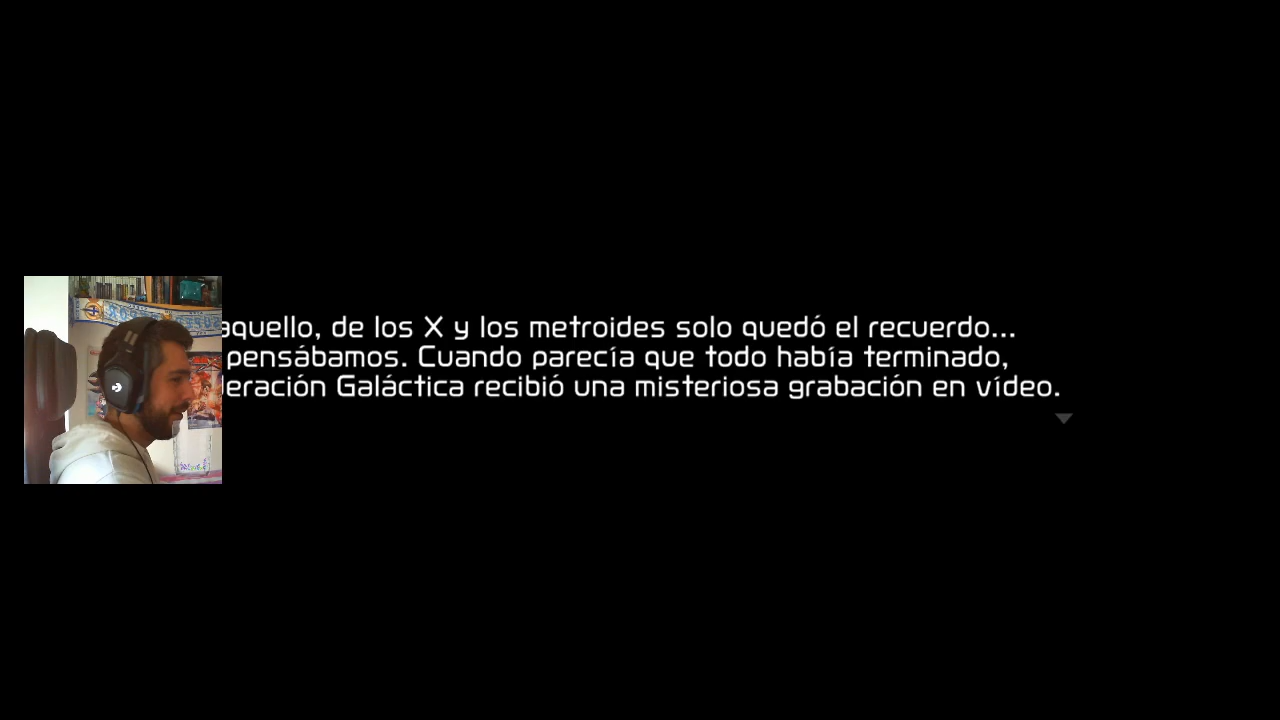 aquello, de los X y los metroides solo quedó el recuerdo...
pensábamos. Cuando parecía que todo había terminado,
eración Galáctica recibió una misteriosa grabación en vídeo.